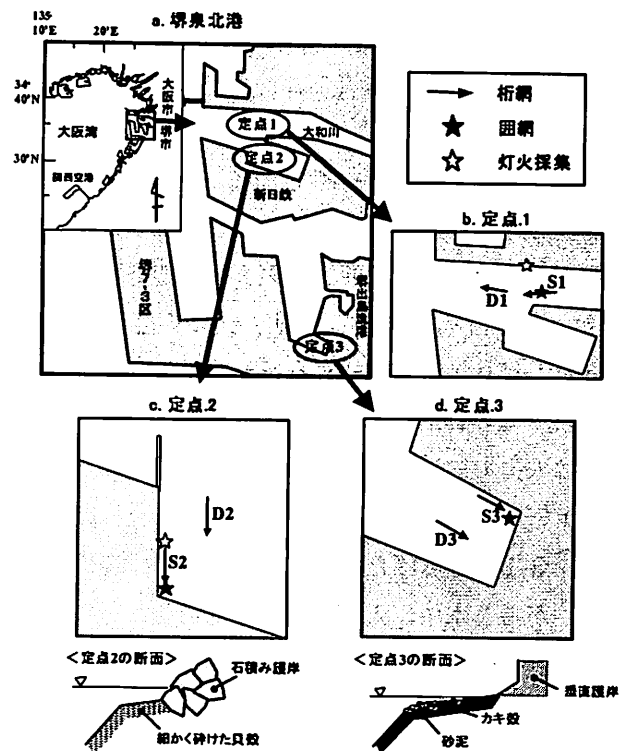 a. 堺泉北港
135°
10'E 20'E
34°
40'N
30'N
大阪市
堺市
大阪湾
関西空港
定点1
大和川
定点2
新日鉄
堺7-3区
定点3
桁網
囲網
灯火採集
b. 定点.1
S1
D1
c. 定点.2
D2
S2
d. 定点.3
S3
D3
<定点2の断面>
石積み護岸
細かく砕けた貝殻
<定点3の断面>
垂直護岸
カキ殻
砂泥